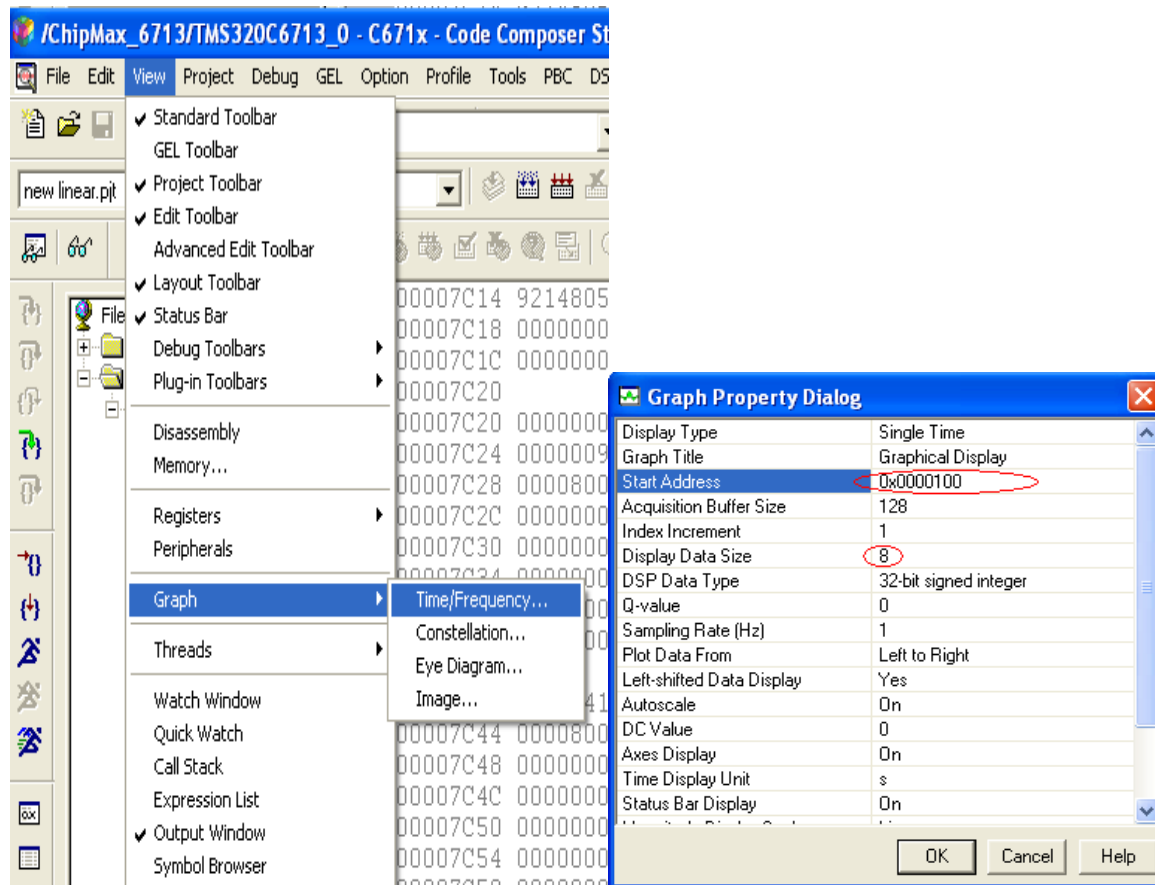 /ChipMax_6713/TMS320C6713_0 - C671x - Code Composer St
File Edit View Project Debug GEL Option Profile Tools PBC DS
Standard Toolbar
GEL Toolbar
new linear.pjt
Project Toolbar
Edit Toolbar
Advanced Edit Toolbar
Layout Toolbar
File
Status Bar
Debug Toolbars
Plug-in Toolbars
Disassembly
Memory...
Registers
Peripherals
Graph
Threads
Watch Window
Quick Watch
Call Stack
Expression List
Output Window
Symbol Browser
Time/Frequency...
Constellation...
Eye Diagram...
Image...
00007C14 9214805
00007C18 0000000
00007C1C 0000000
00007C20
00007C20 0000000
00007C24 0000009
00007C28 0000800
00007C2C 0000000
00007C30 0000000
00007C44 0000800
00007C48 0000000
00007C4C 0000000
00007C50 0000000
00007C54 0000000
Graph Property Dialog
Display Type Single Time
Graph Title Graphical Display
Start Address 0x0000100
Acquisition Buffer Size 128
Index Increment 1
Display Data Size 8
DSP Data Type 32-bit signed integer
Q-value 0
Sampling Rate (Hz) 1
Plot Data From Left to Right
Left-shifted Data Display Yes
Autoscale On
DC Value 0
Axes Display On
Time Display Unit s
Status Bar Display On
OK Cancel Help